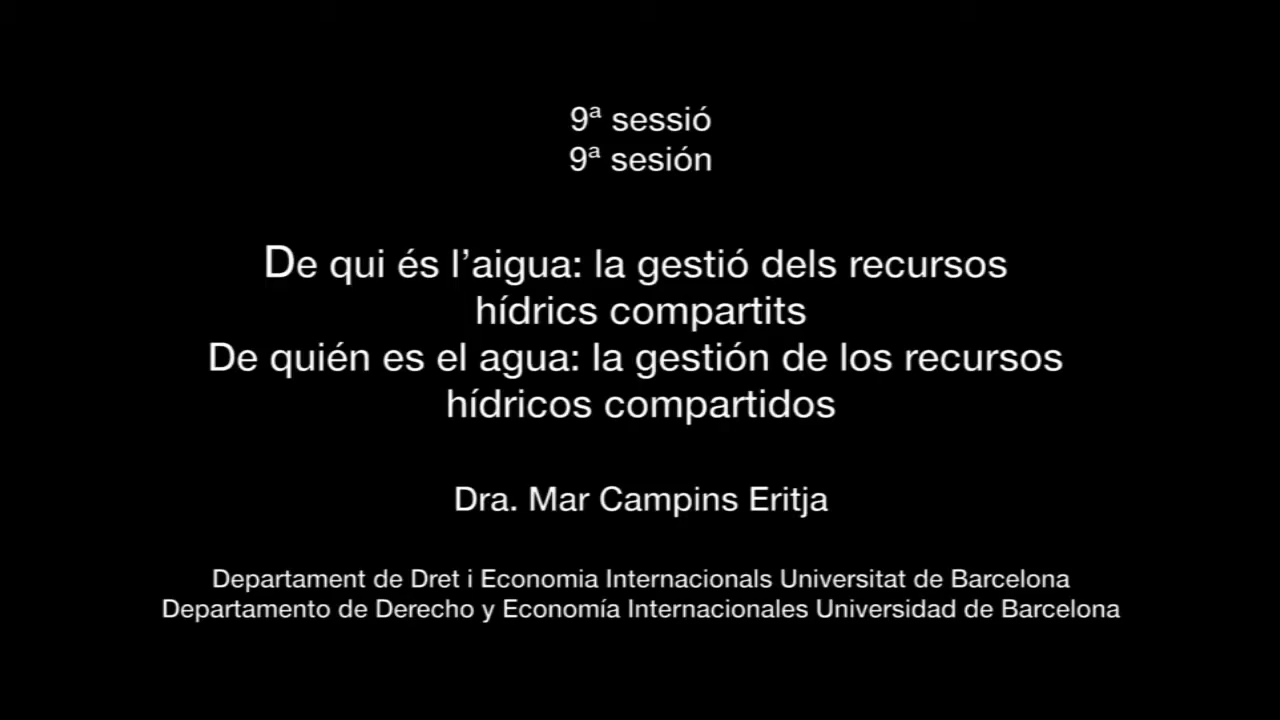 9ª sessió
9ª sesión
De qui és l’aigua: la gestió dels recursos
hídrics compartits
De quién es el agua: la gestión de los recursos
hídricos compartidos
Dra. Mar Campins Eritja
Departament de Dret i Economia Internacionals Universitat de Barcelona
Departamento de Derecho y Economía Internacionales Universidad de Barcelona